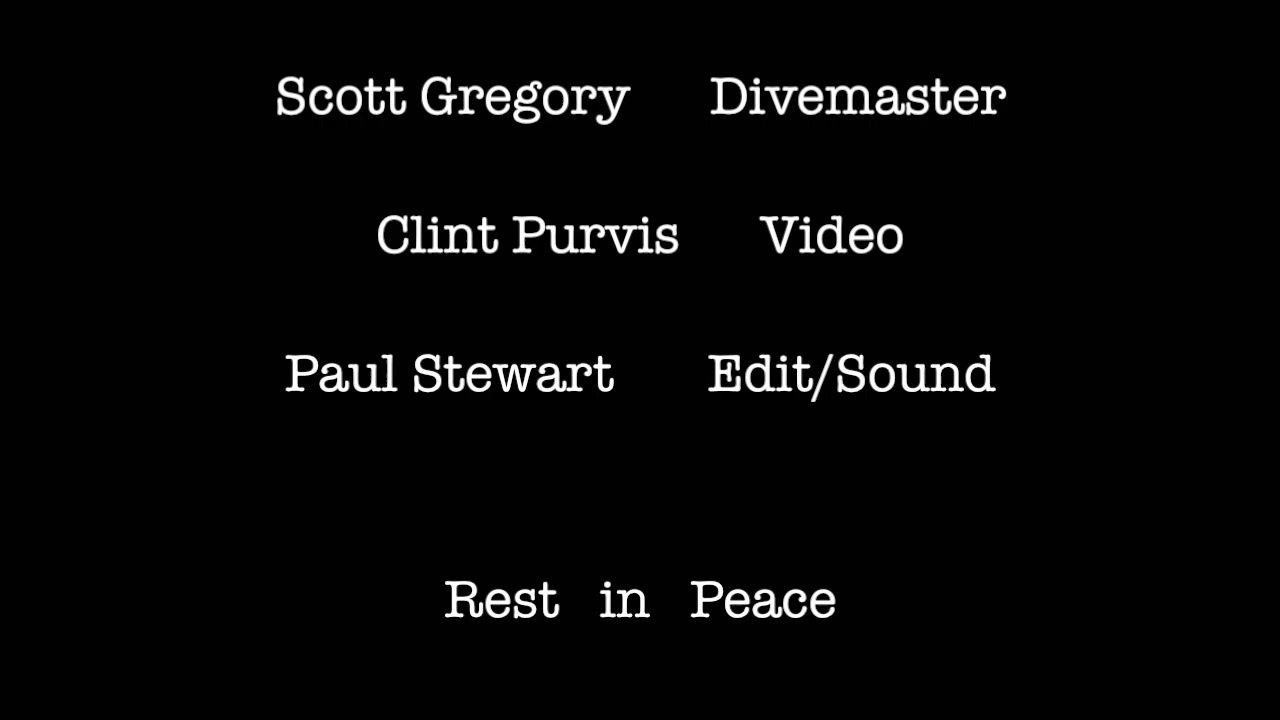 Scott Gregory Divemaster
Clint Purvis Video
Paul Stewart Edit/Sound
Rest in Peace